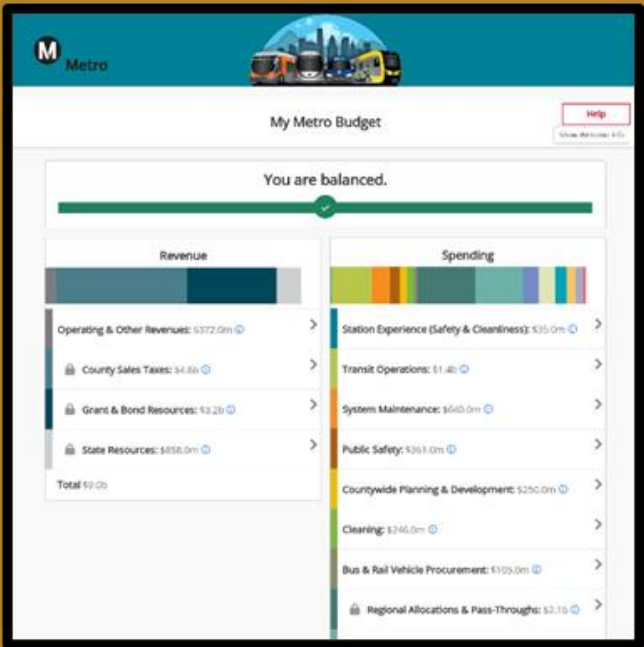 M
Metro
My Metro Budget
Help
You are balanced.
Revenue
Operating & Other Revenues: $372.0m
County Sales Taxes: $4.6b
Grant & Bond Resources: $3.2b
State Resources: $858.0m
Total $9.0b
Spending
Station Experience (Safety & Cleanliness): $35.0m
Transit Operations: $1.4b
System Maintenance: $640.0m
Public Safety: $361.0m
Countywide Planning & Development: $250.0m
Cleaning: $246.0m
Bus & Rail Vehicle Procurement: $105.0m
Regional Allocations & Pass-Throughs: $2.1b